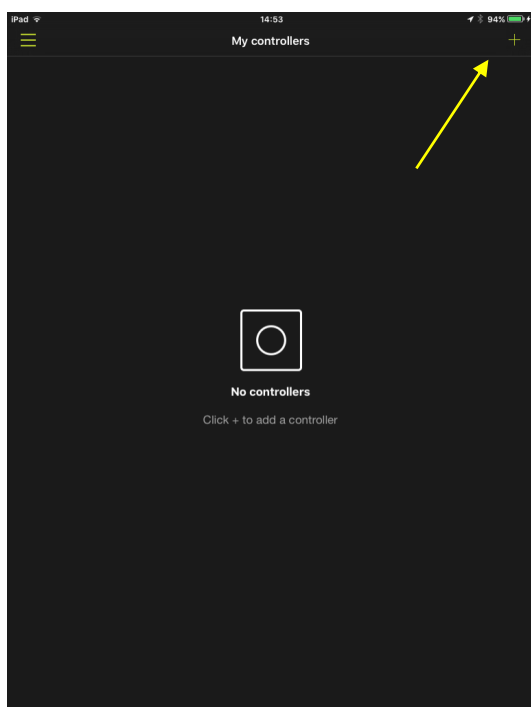 iPad 14:53 94%
My controllers
No controllers
Click + to add a controller